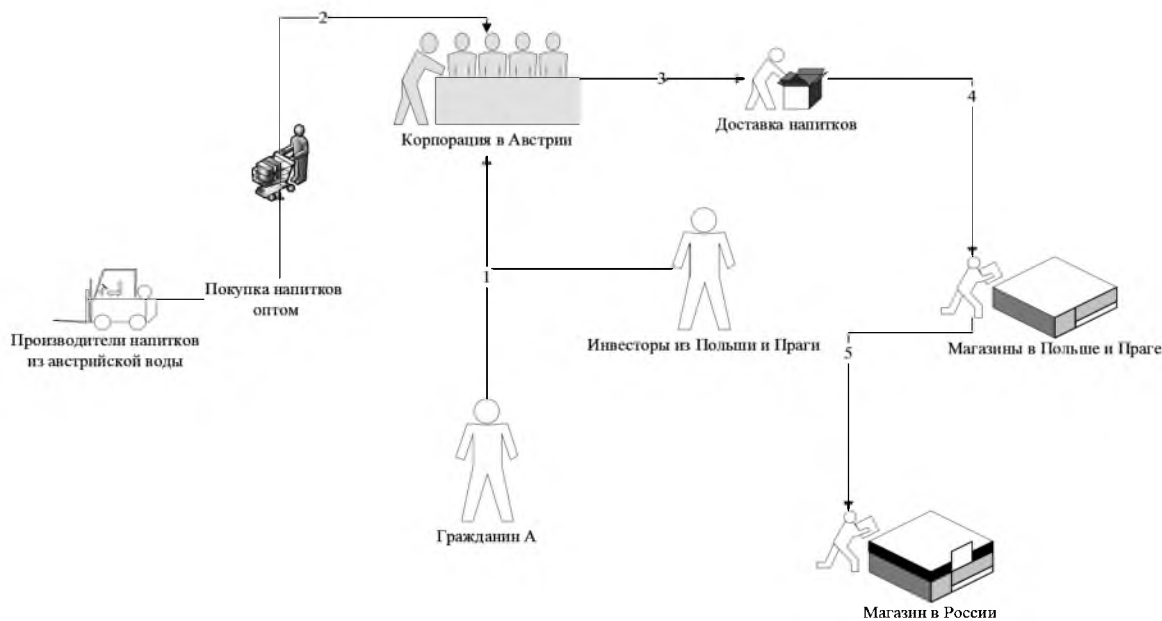 2
3
4
Корпорация в Австрии
Доставка напитков
1
Покупка напитков
оптом
Производители напитков
из австрийской воды
Инвесторы из Польши и Праги
Магазины в Польше и Праге
5
Гражданин А
Магазин в России